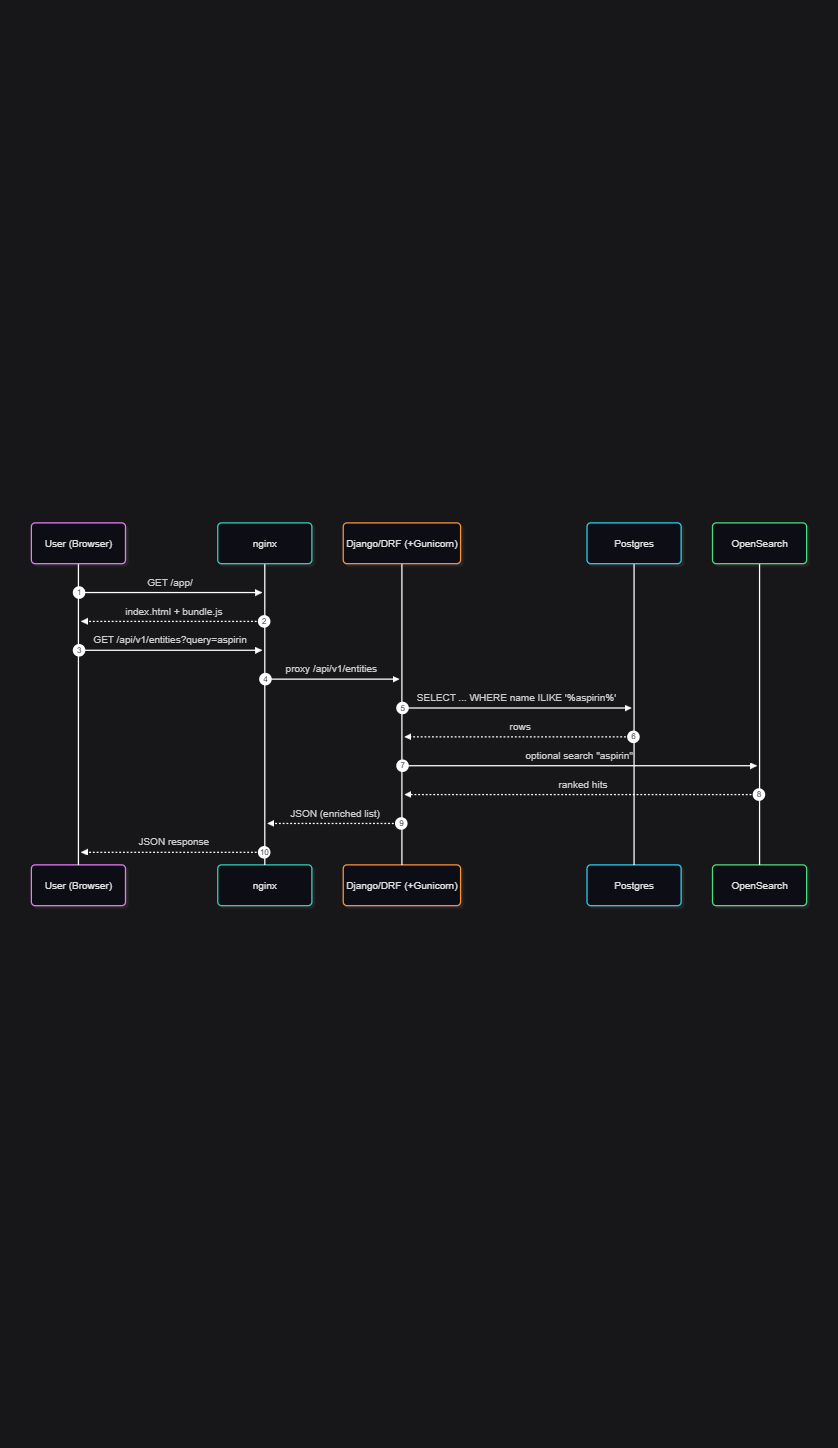 User (Browser)
nginx
Django/DRF (+Gunicorn)
Postgres
OpenSearch
GET /app/
1
index.html + bundle.js
2
GET /api/v1/entities?query=aspirin
3
proxy /api/v1/entities
4
SELECT ... WHERE name ILIKE '%aspirin%'
5
rows
6
optional search "aspirin"
7
ranked hits
8
JSON (enriched list)
9
JSON response
10
User (Browser)
nginx
Django/DRF (+Gunicorn)
Postgres
OpenSearch